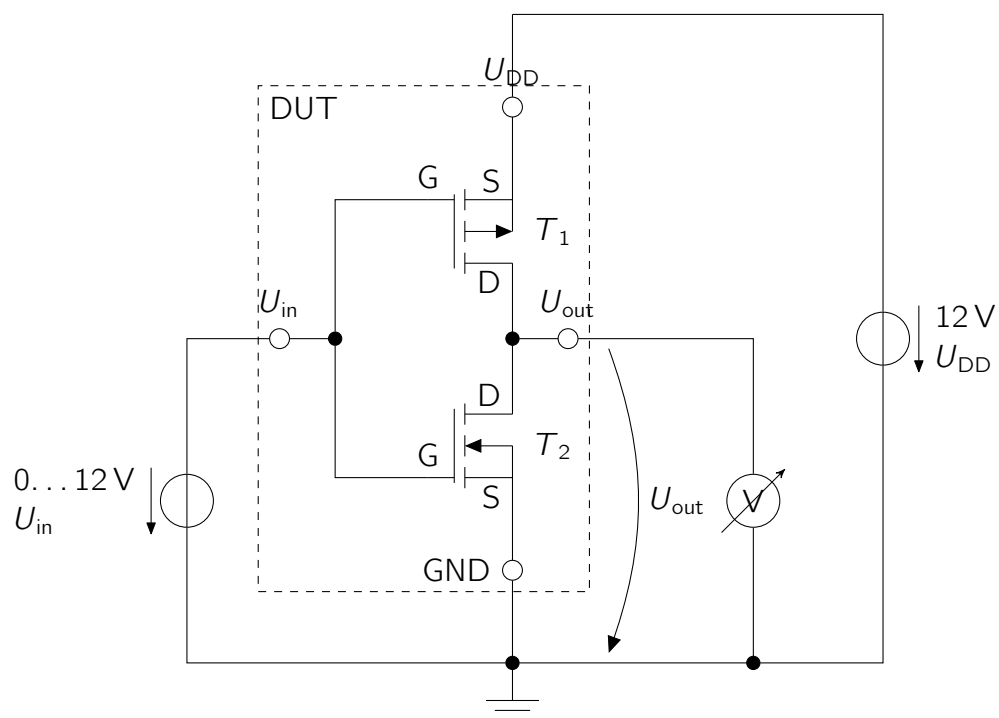 U_DD
DUT
G
S
T_1
D
U_in
U_out
12 V
U_DD
D
T_2
G
S
0...12 V
U_in
U_out
V
GND